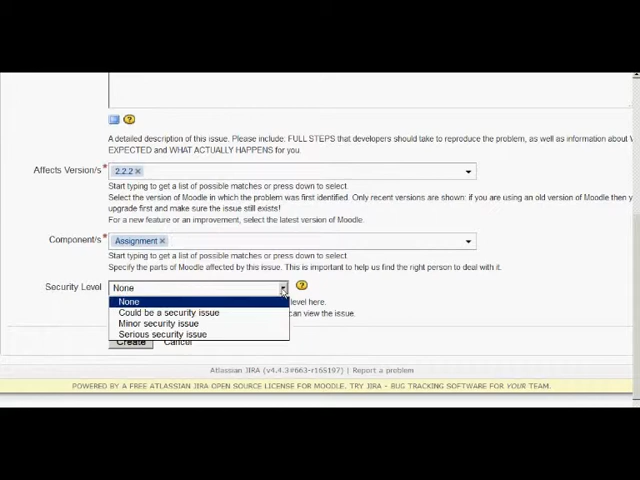 A detailed description of this issue. Please include: FULL STEPS that developers should take to reproduce the problem, as well as information about
EXPECTED and WHAT ACTUALLY HAPPENS for you.
Affects Version/s*
2.2.2
Start typing to get a list of possible matches or press down to select.
Select the version of Moodle in which the problem was first identified. Only recent versions are shown: if you are using an old version of Moodle then
upgrade first and make sure the issue still exists!
For a new feature or an improvement, select the latest version of Moodle.
Component/s*
Assignment
Start typing to get a list of possible matches or press down to select.
Specify the parts of Moodle affected by this issue. This is important to help us find the right person to deal with it.
Security Level
None
None
level here.
Could be a security issue
can view the issue.
Minor security issue
Serious security issue
Create
Cancel
Atlassian JIRA (v4.4.3#663-r165197) | Report a problem
POWERED BY A FREE ATLASSIAN JIRA OPEN SOURCE LICENSE FOR MOODLE. TRY JIRA - BUG TRACKING SOFTWARE FOR YOUR TEAM.